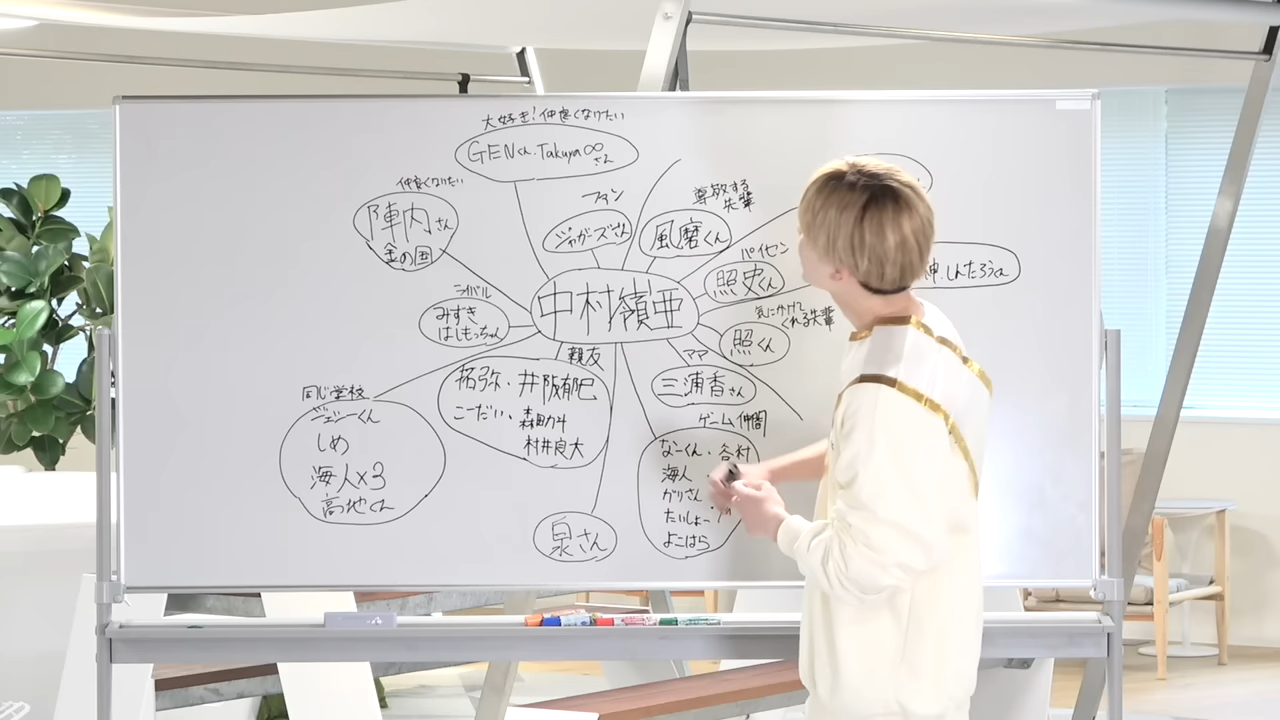 大好き!仲良くなりたい
GENくん.Takuya∞さん
仲良くなりたい
陣内さん
金の国
ファン
ジャガーズさん
尊敬する先輩
風磨くん
パイセン
照史くん
しんたろうくん
ライバル
みずき
はしもっちゃん
中村嶺亜
気にかけてくれる先輩
照くん
親友
拓弥・井阪郁巳
こーだい、森田力斗
村井良大
ママ
三浦香さん
同じ学校
ジェシーくん
しめ
海人×3
高地くん
ゲーム仲間
なーくん・各村
海人
がりさん
たいしょー
よこはら
泉さん